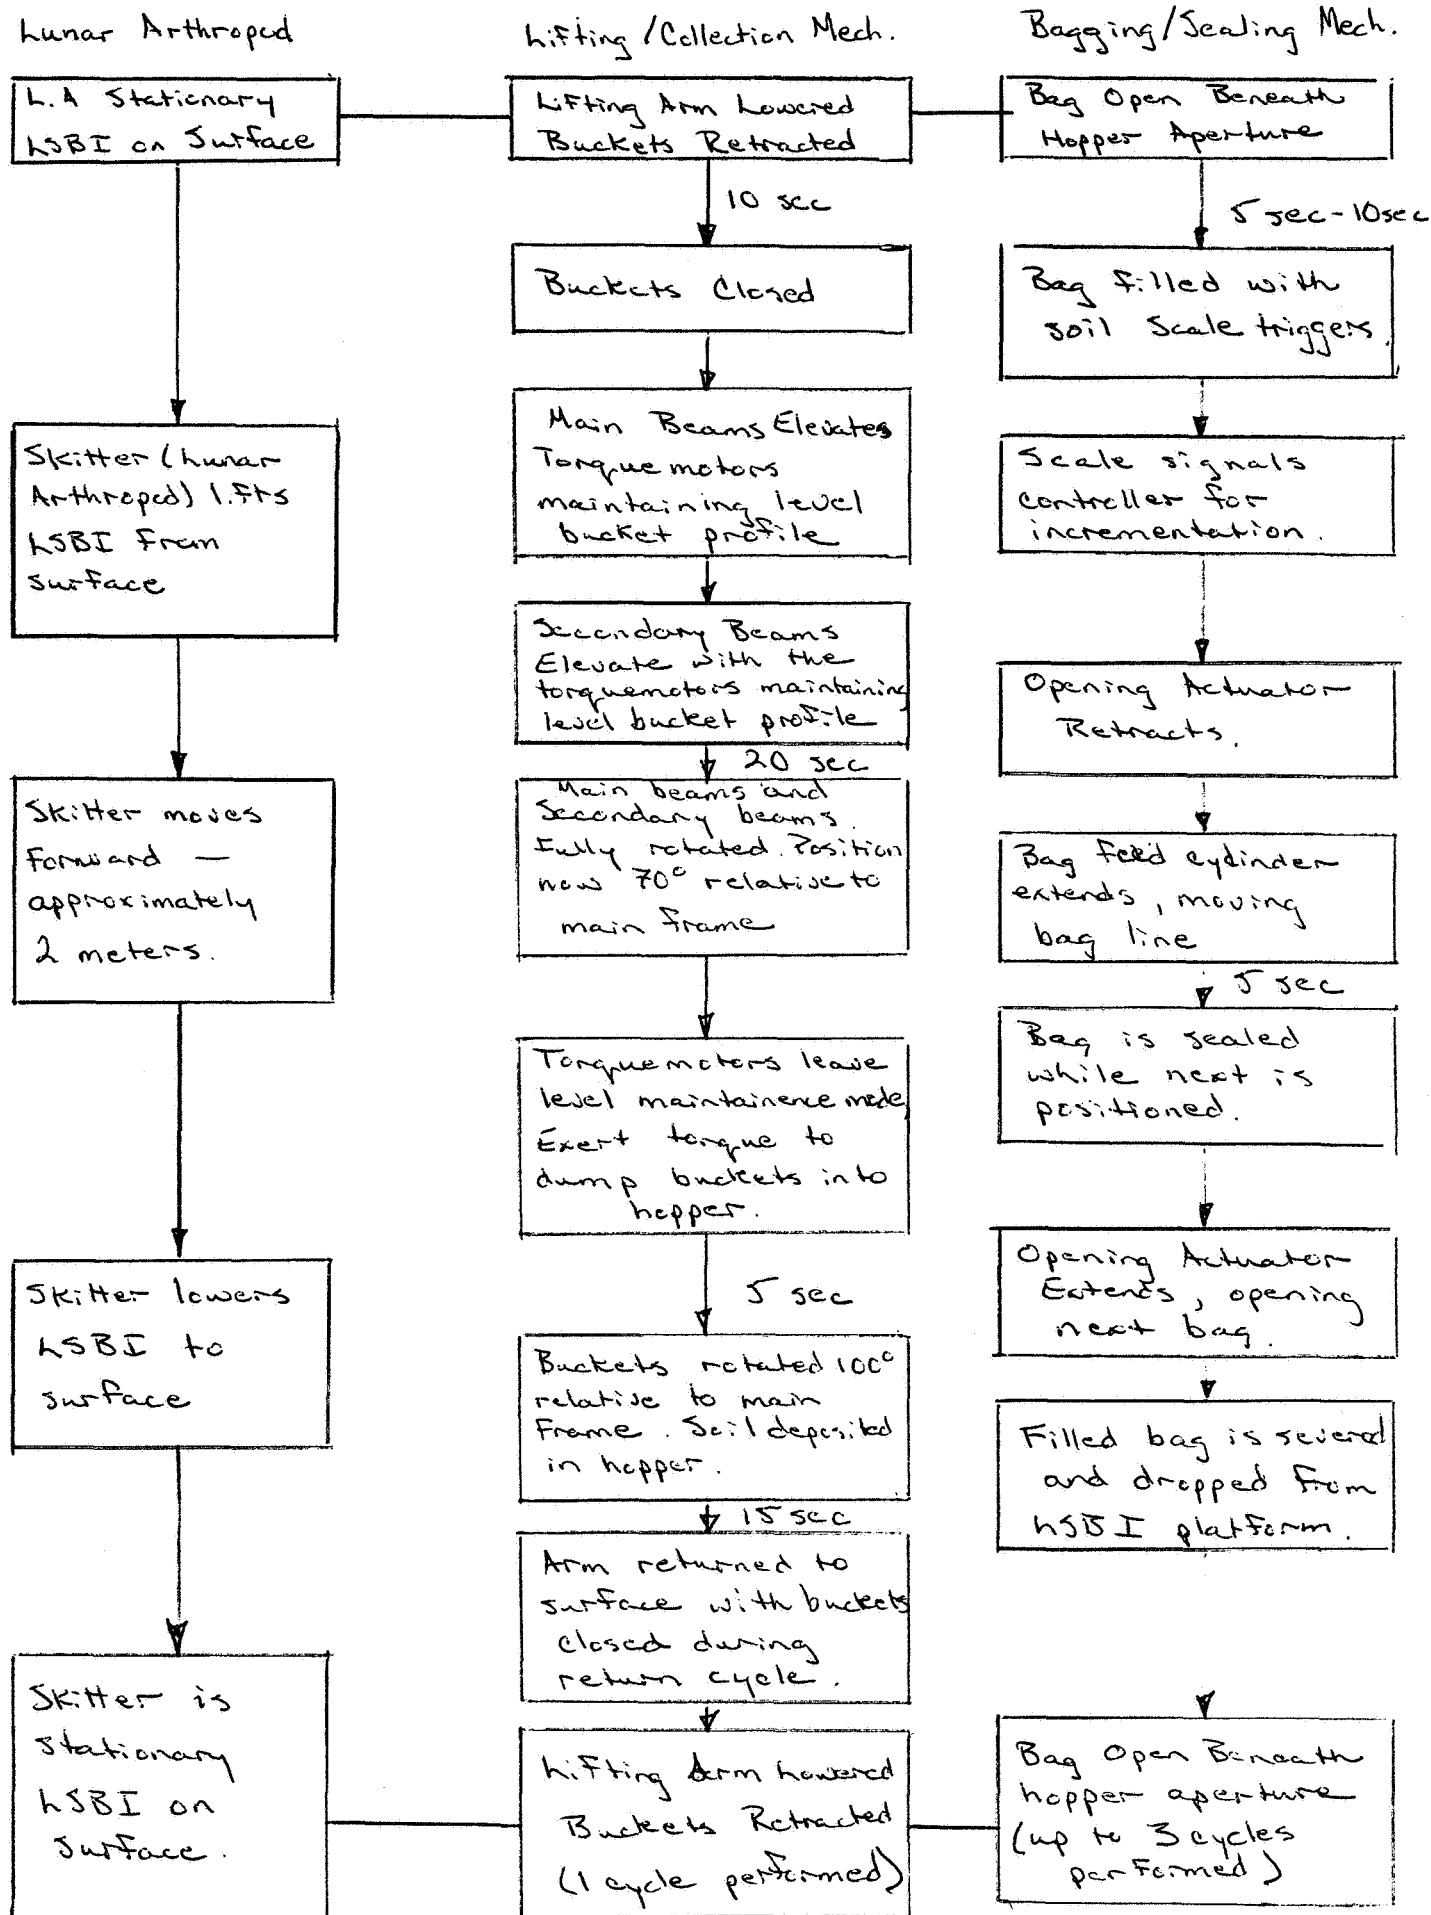 Lunar Arthropod
L.A Stationary
LSBI on Surface
Skitter (Lunar
Arthropod) lifts
LSBI from
surface
Skitter moves
forward —
approximately
2 meters.
Skitter lowers
LSBI to
surface
Skitter is
stationary
LSBI on
surface.
Lifting/Collection Mech.
Lifting Arm Lowered
Buckets Retracted
10 sec
Buckets Closed
Main Beams Elevates
Torquemotors
maintaining level
bucket profile
Secondary Beams
Elevate with the
torquemotors maintaining
level bucket profile
20 sec
Main beams and
Secondary beams.
Fully rotated. Position
now 70° relative to
main frame
Torquemotors leave
level maintainence mode
Exert torque to
dump buckets into
hopper.
5 sec
Buckets rotated 100°
relative to main
Frame. Soil deposited
in hopper.
15 sec
Arm returned to
surface with buckets
closed during
return cycle.
Lifting Arm Lowered
Buckets Retracted
(1 cycle performed)
Bagging/Sealing Mech.
Bag Open Beneath
Hopper Aperture
5 sec-10sec
Bag filled with
soil Scale triggers.
Scale signals
controller for
incrementation.
Opening Actuator
Retracts.
Bag feed cylinder
extends, moving
bag line
5 sec
Bag is sealed
while next is
positioned.
Opening Actuator
Extends, opening
next bag.
Filled bag is severed
and dropped from
LSBI platform.
Bag Open Beneath
hopper aperture
(up to 3 cycles
performed)